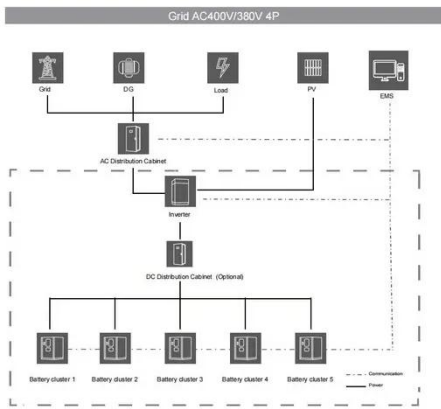 Grid AC400V/380V 4P
Grid
DG
Load
PV
EMS
AC Distribution Cabinet
Inverter
DC Distribution Cabinet (Optional)
Battery cluster 1
Battery cluster 2
Battery cluster 3
Battery cluster 4
Battery cluster 5
Communication
Power